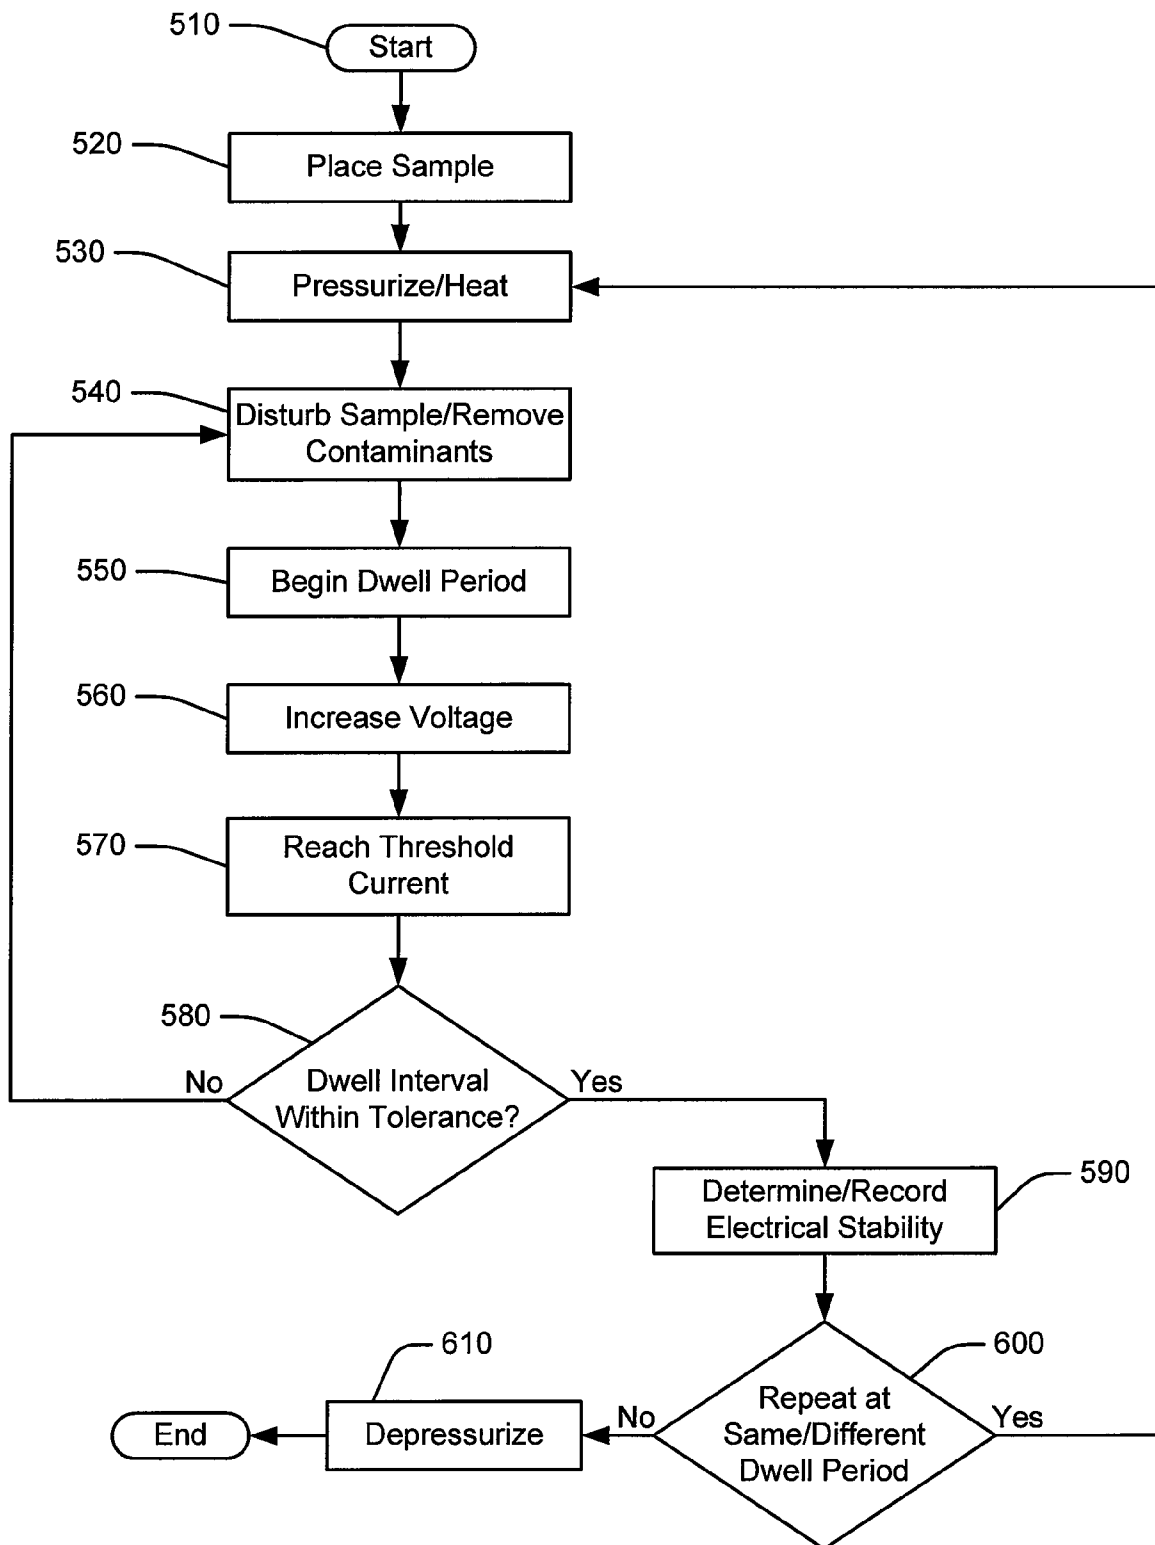 510
Start
520
Place Sample
530
Pressurize/Heat
540
Disturb Sample/Remove
Contaminants
550
Begin Dwell Period
560
Increase Voltage
570
Reach Threshold
Current
580
No
Dwell Interval
Within Tolerance?
Yes
590
Determine/Record
Electrical Stability
600
Repeat at
Same/Different
Dwell Period
Yes
No
610
Depressurize
End